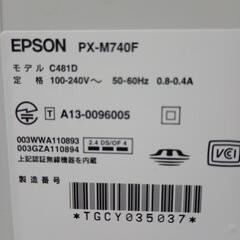 EPSON PX-M740F
モデル C481D
定 格 100-240V～ 50-60Hz 0.8-0.4A
T A13-0096005
003WWA110893
003GZA110894
2.4 DS/OF 4
上記認証無線機器を内蔵
VCCI
製造番号
*TGCY035037*